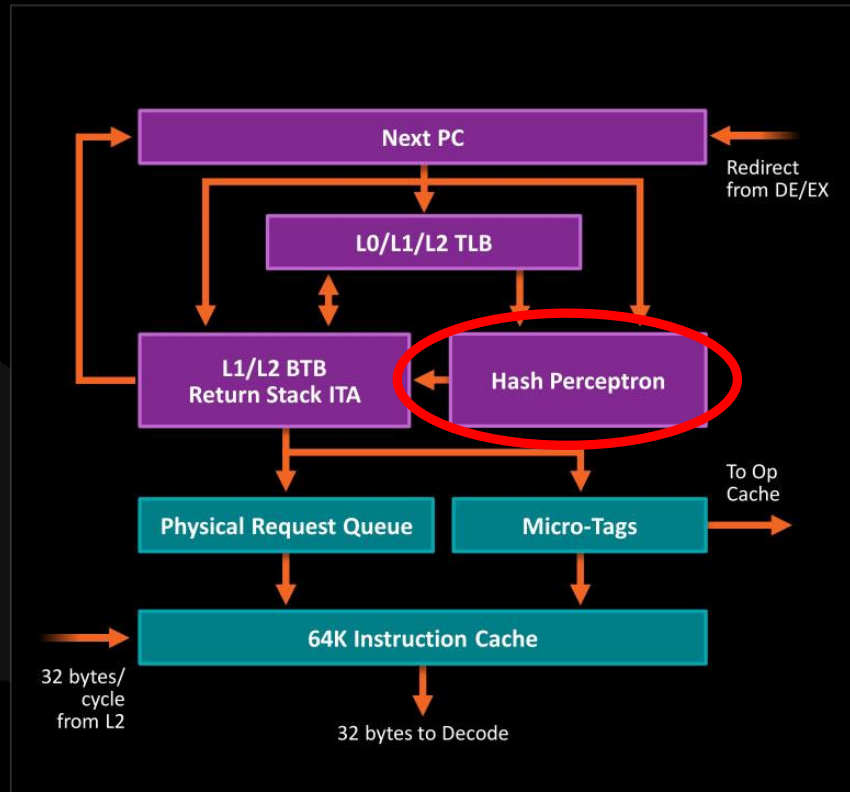 Next PC
Redirect
from DE/EX
L0/L1/L2 TLB
L1/L2 BTB
Return Stack ITA
Hash Perceptron
To Op
Cache
Physical Request Queue
Micro-Tags
64K Instruction Cache
32 bytes/
cycle
from L2
32 bytes to Decode